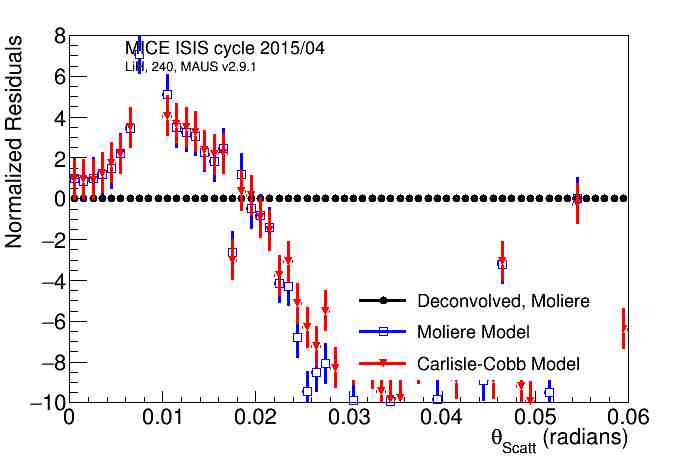 MICE ISIS cycle 2015/04
LiH, 240, MAUS v2.9.1
Normalized Residuals
8
6
4
2
0
−2
−4
−6
−8
−10
Deconvolved, Moliere
Moliere Model
Carlisle-Cobb Model
0 0.01 0.02 0.03 0.04 0.05 0.06
θScatt (radians)